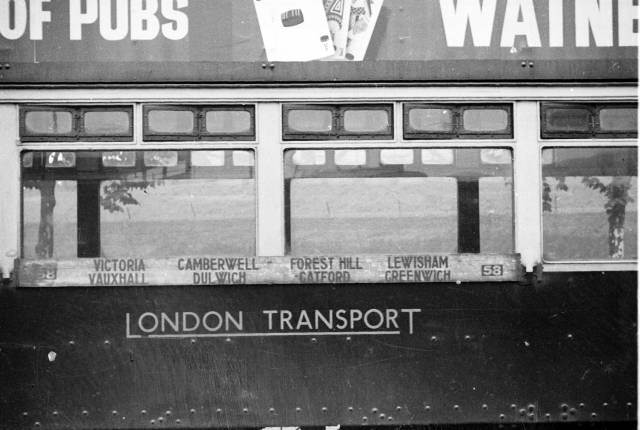 OF PUBS WATNE
58 VICTORIA CAMBERWELL FOREST HILL LEWISHAM 58
VAUXHALL DULWICH CATFORD GREENWICH
LONDON TRANSPORT